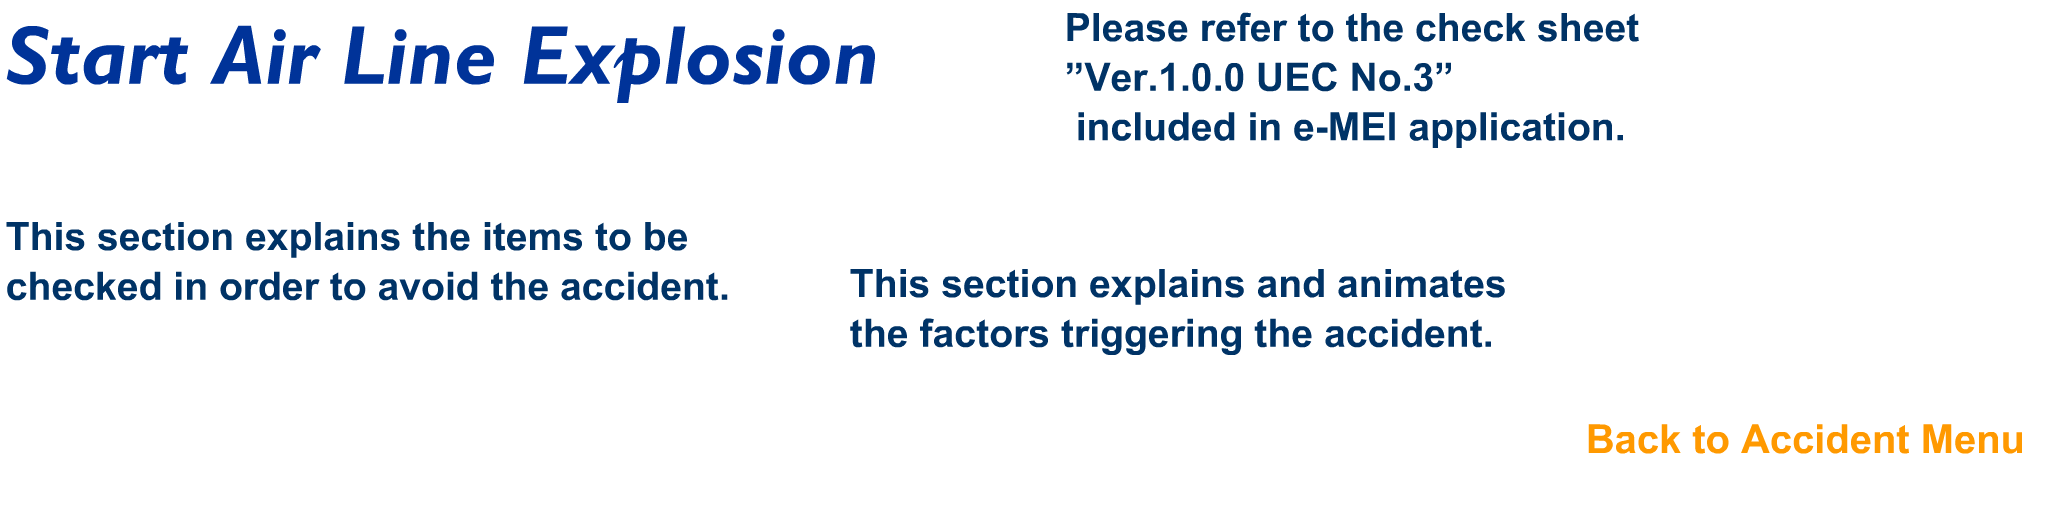 Start Air Line Explosion
Please refer to the check sheet
”Ver.1.0.0 UEC No.3”
included in e-MEI application.
This section explains the items to be
checked in order to avoid the accident.
This section explains and animates
the factors triggering the accident.
Back to Accident Menu